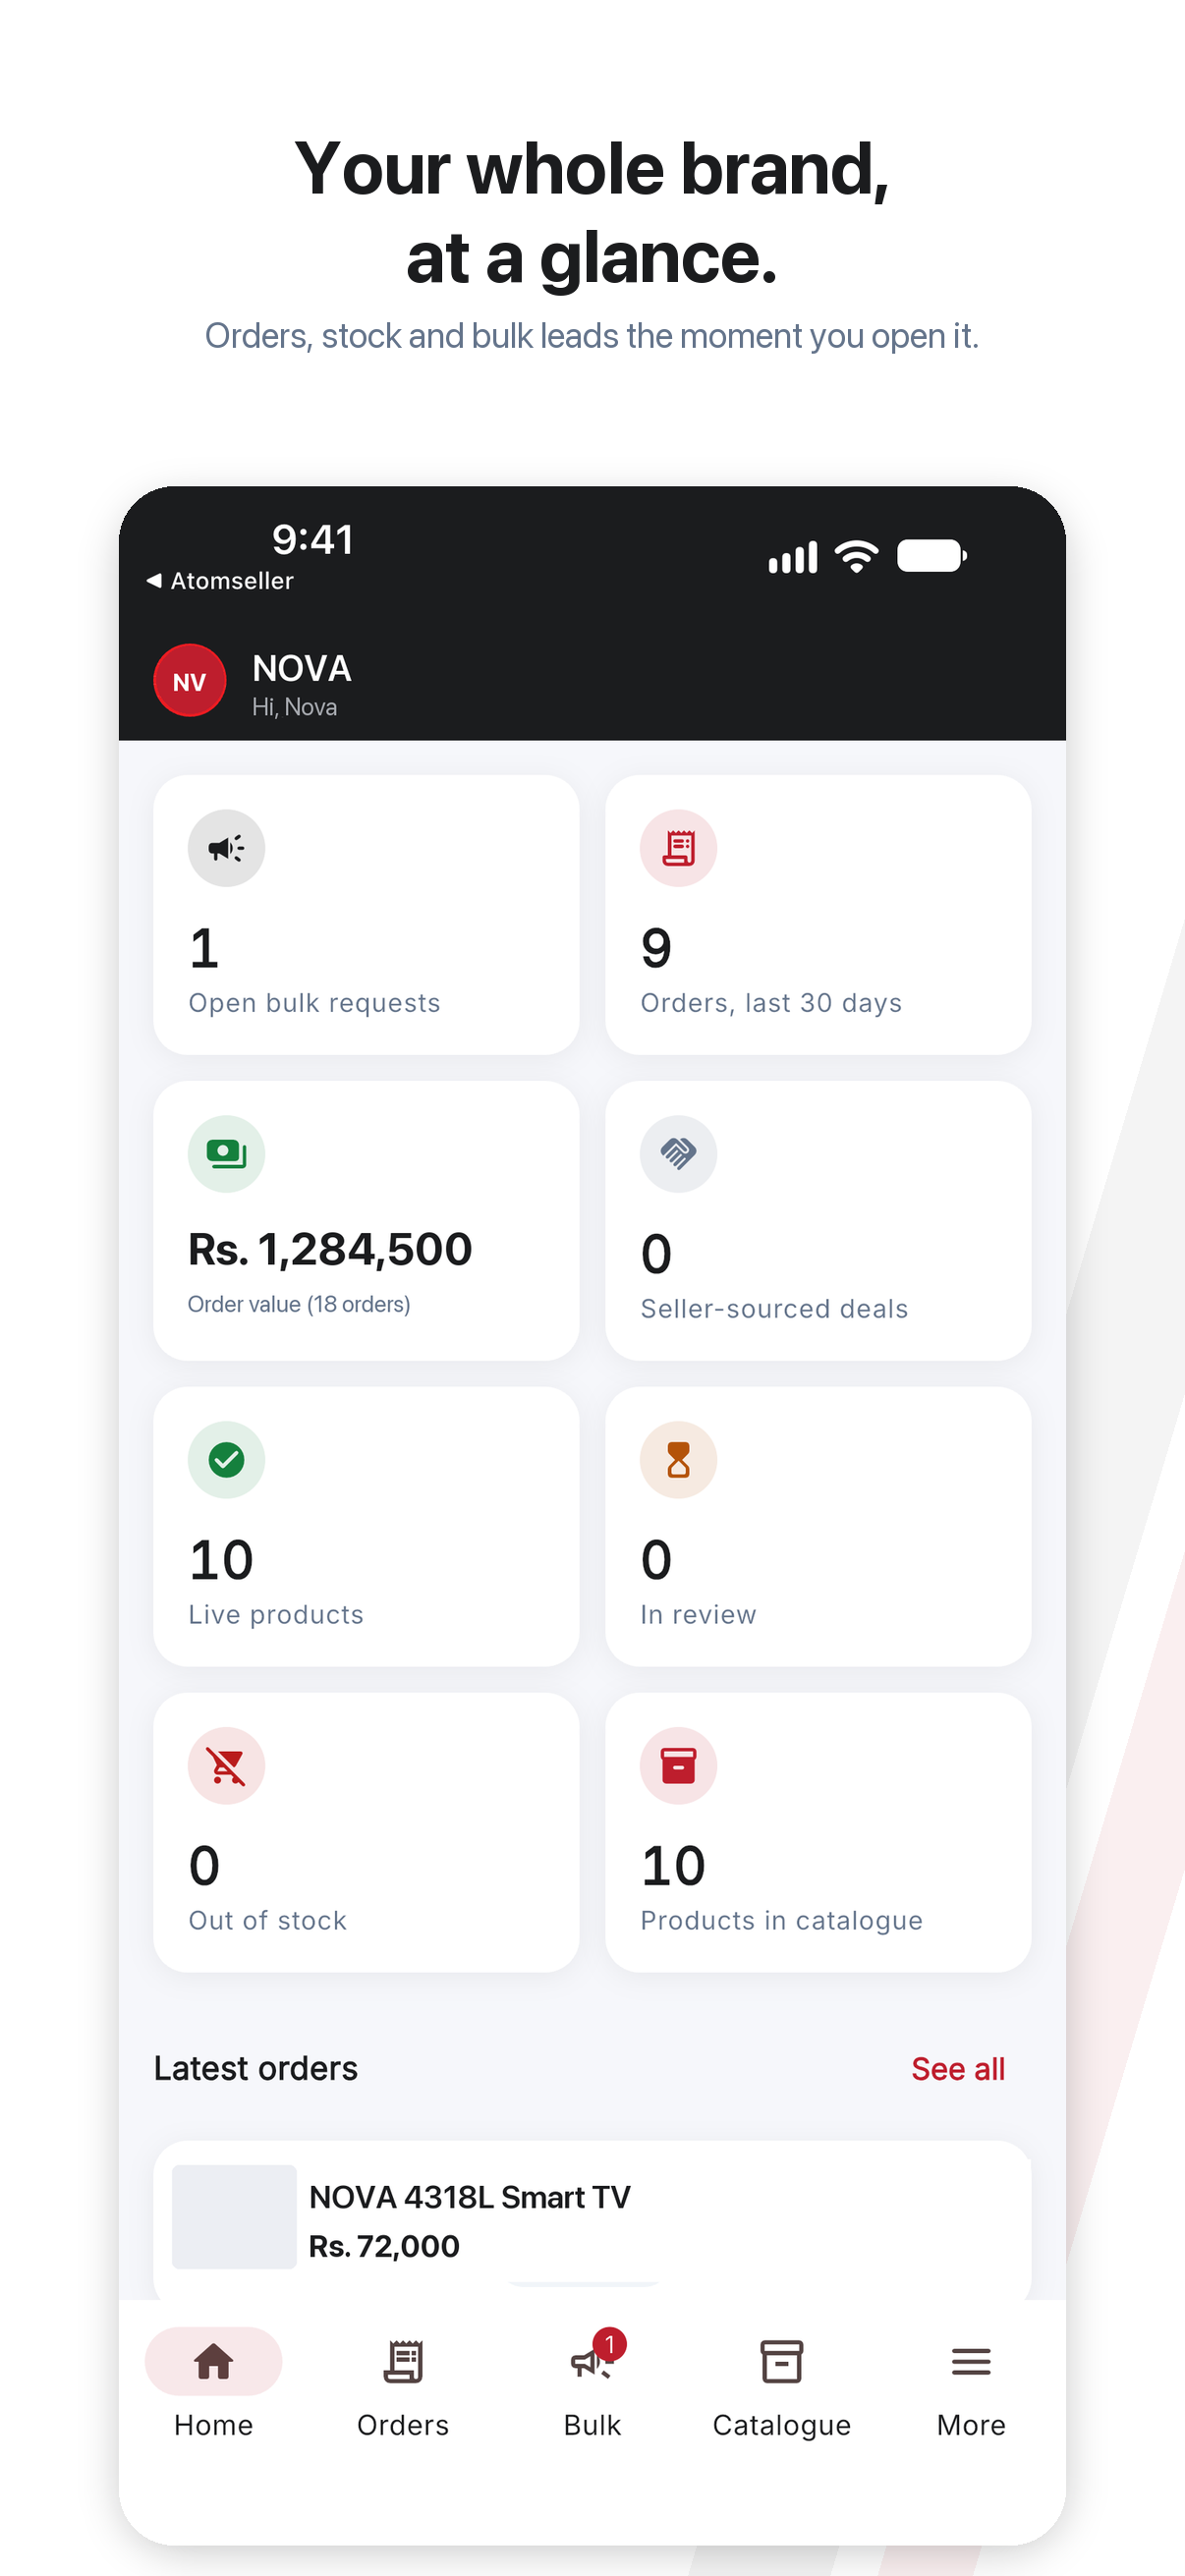 Your whole brand,
at a glance.
Orders, stock and bulk leads the moment you open it.
9:41
◀ Atomseller
NV
NOVA
Hi, Nova
1
Open bulk requests
9
Orders, last 30 days
Rs. 1,284,500
Order value (18 orders)
0
Seller-sourced deals
10
Live products
0
In review
0
Out of stock
10
Products in catalogue
Latest orders
See all
NOVA 4318L Smart TV
Rs. 72,000
1
Home
Orders
Bulk
Catalogue
More